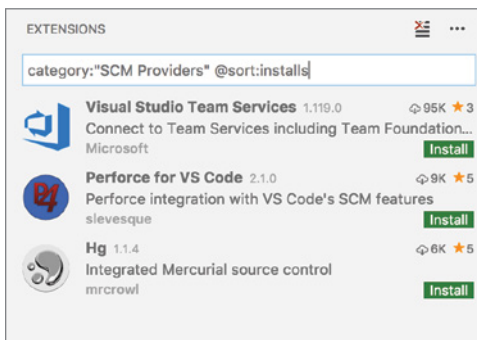 EXTENSIONS
category:"SCM Providers" @sort:installs
Visual Studio Team Services 1.119.0 95K ★3
Connect to Team Services including Team Foundation...
Microsoft Install
Perforce for VS Code 2.1.0 9K ★5
Perforce integration with VS Code's SCM features
slevesque Install
Hg 1.1.4 6K ★5
Integrated Mercurial source control
mrcrowl Install